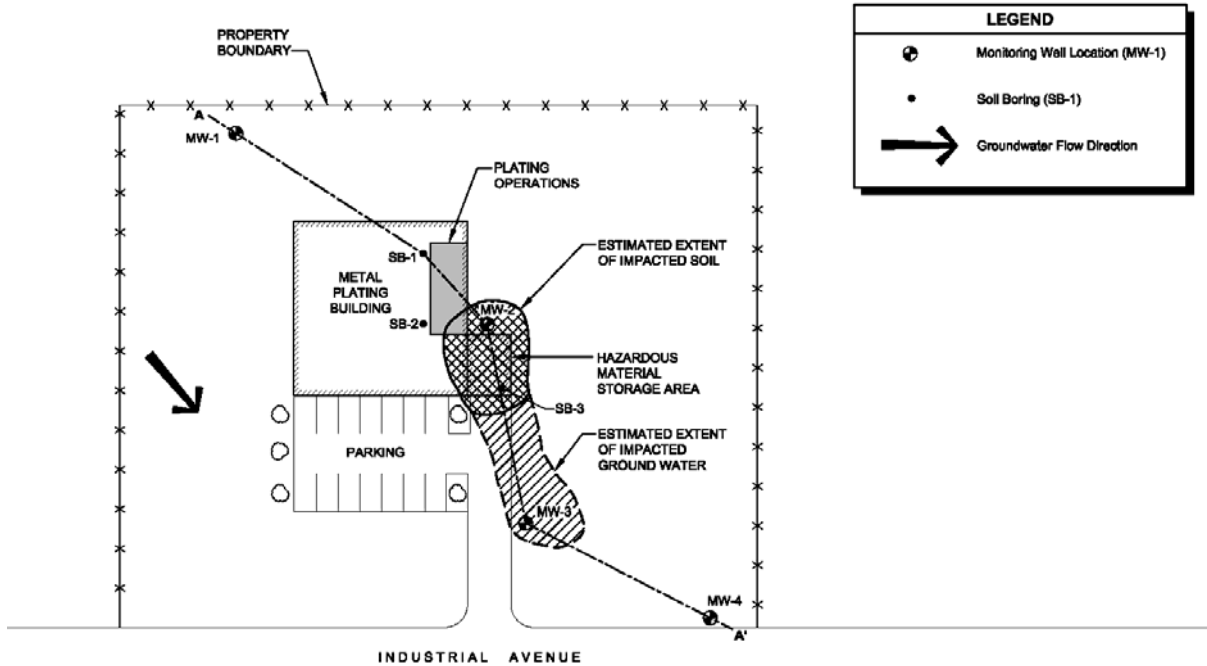 LEGEND
Monitoring Well Location (MW-1)
Soil Boring (SB-1)
Groundwater Flow Direction
PROPERTY
BOUNDARY
A
MW-1
PLATING
OPERATIONS
SB-1
ESTIMATED EXTENT
OF IMPACTED SOIL
METAL
PLATING
BUILDING
MW-2
SB-2
HAZARDOUS
MATERIAL
STORAGE AREA
SB-3
ESTIMATED EXTENT
OF IMPACTED
GROUND WATER
PARKING
MW-3
MW-4
A'
INDUSTRIAL AVENUE